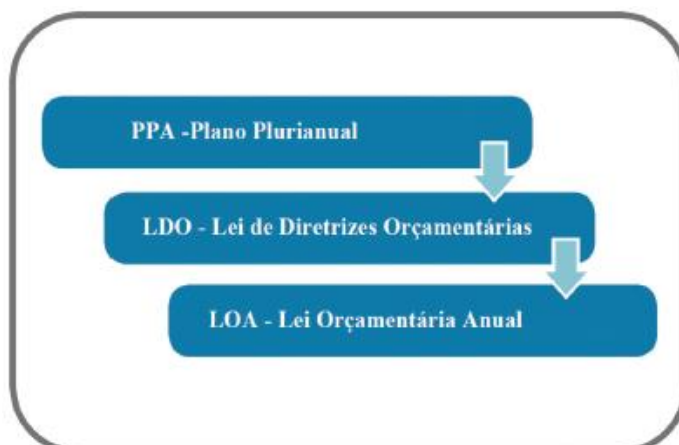 PPA -Plano Plurianual
LDO - Lei de Diretrizes Orçamentárias
LOA - Lei Orçamentária Anual